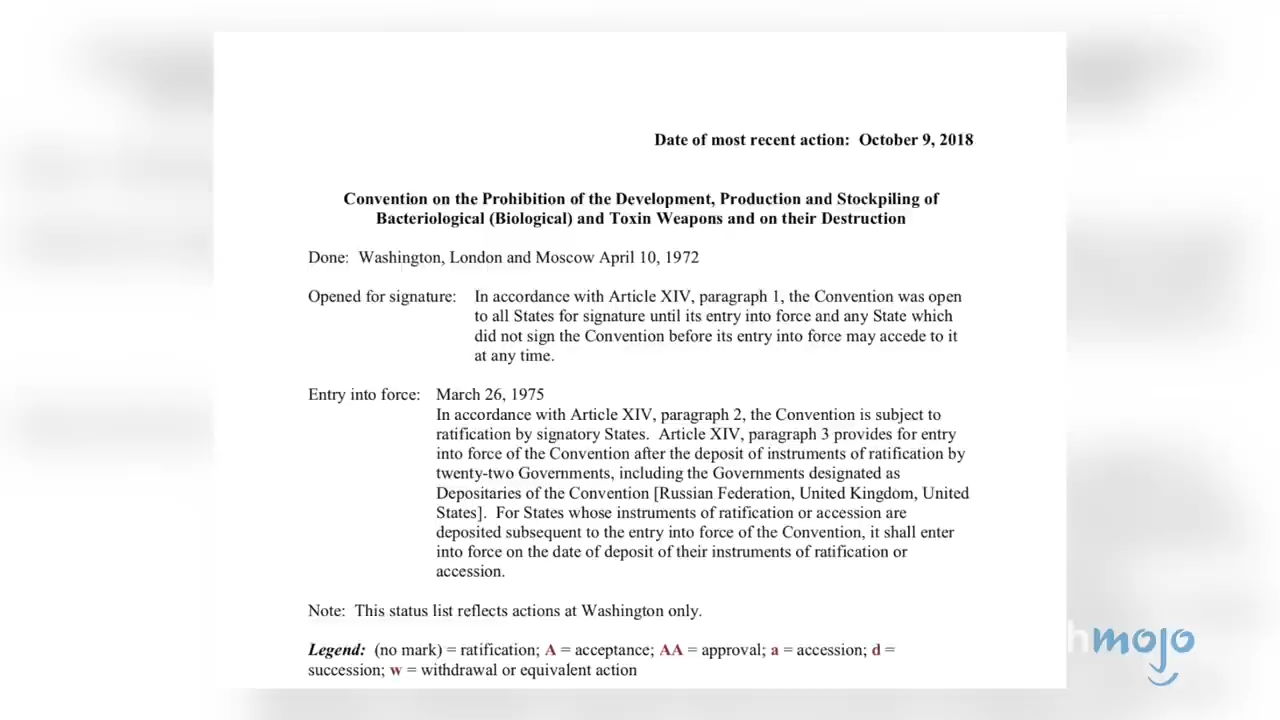 Date of most recent action: October 9, 2018
Convention on the Prohibition of the Development, Production and Stockpiling of
Bacteriological (Biological) and Toxin Weapons and on their Destruction
Done: Washington, London and Moscow April 10, 1972
Opened for signature: In accordance with Article XIV, paragraph 1, the Convention was open
to all States for signature until its entry into force and any State which
did not sign the Convention before its entry into force may accede to it
at any time.
Entry into force: March 26, 1975
In accordance with Article XIV, paragraph 2, the Convention is subject to
ratification by signatory States. Article XIV, paragraph 3 provides for entry
into force of the Convention after the deposit of instruments of ratification by
twenty-two Governments, including the Governments designated as
Depositaries of the Convention [Russian Federation, United Kingdom, United
States]. For States whose instruments of ratification or accession are
deposited subsequent to the entry into force of the Convention, it shall enter
into force on the date of deposit of their instruments of ratification or
accession.
Note: This status list reflects actions at Washington only.
Legend: (no mark) = ratification; A = acceptance; AA = approval; a = accession; d =
succession; w = withdrawal or equivalent action
hmojo